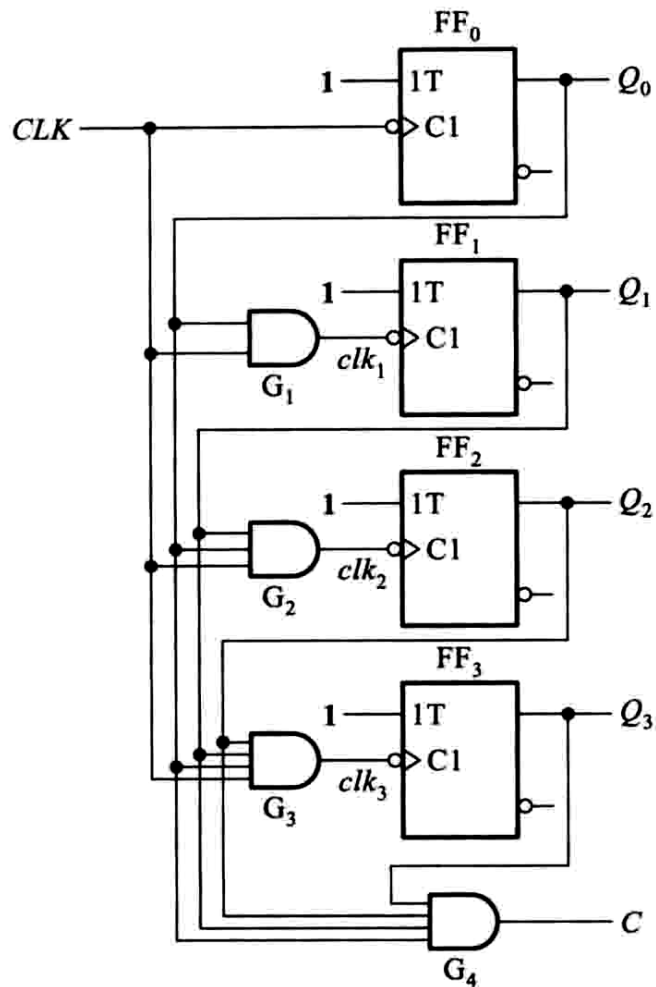 FF₀
1 1T Q₀
CLK C1
FF₁
1 1T Q₁
C1
clk₁
G₁
FF₂
1 1T Q₂
C1
clk₂
G₂
FF₃
1 1T Q₃
C1
clk₃
G₃
C
G₄